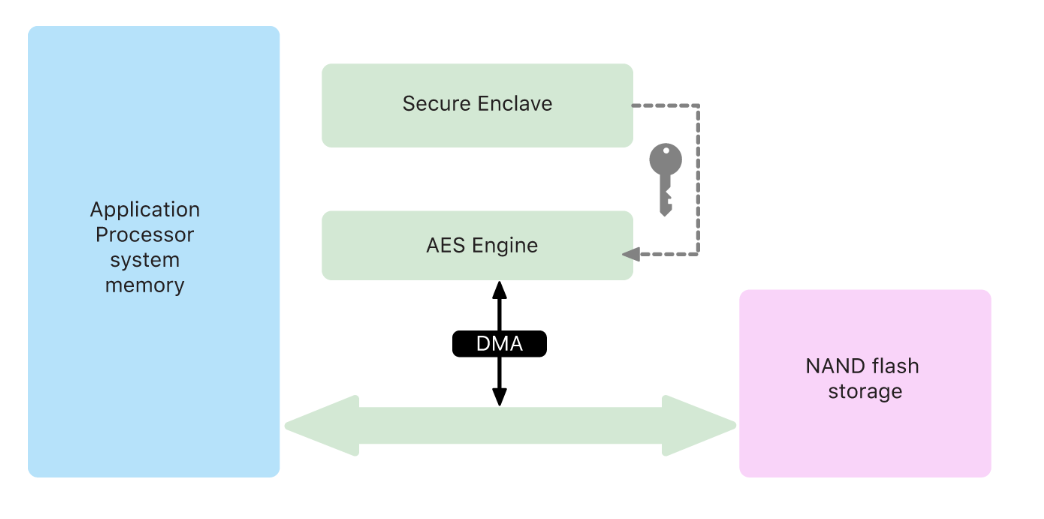 Secure Enclave
Application
Processor
system
memory
AES Engine
DMA
NAND flash
storage